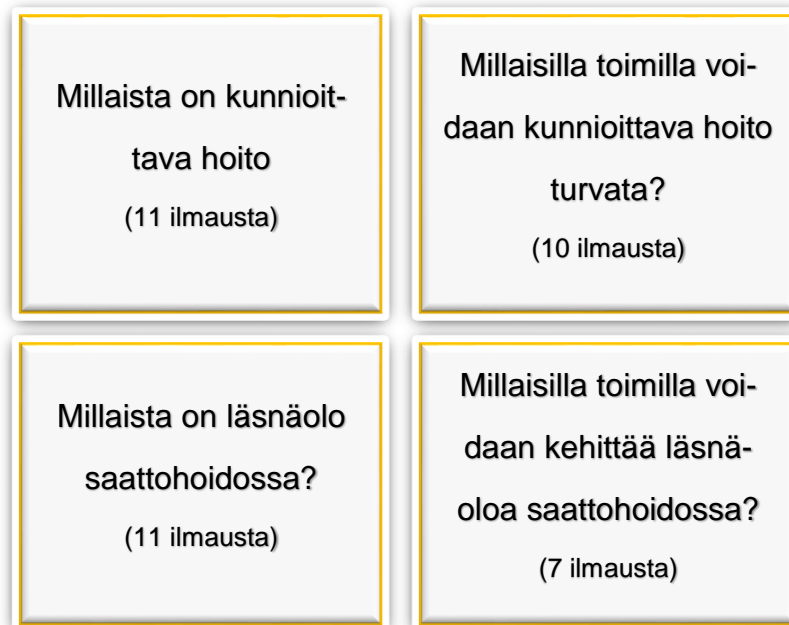 Millaista on kunnioit-
tava hoito
(11 ilmausta)
Millaisilla toimilla voi-
daan kunnioittava hoito
turvata?
(10 ilmausta)
Millaista on läsnäolo
saattohoidossa?
(11 ilmausta)
Millaisilla toimilla voi-
daan kehittää läsnä-
oloa saattohoidossa?
(7 ilmausta)